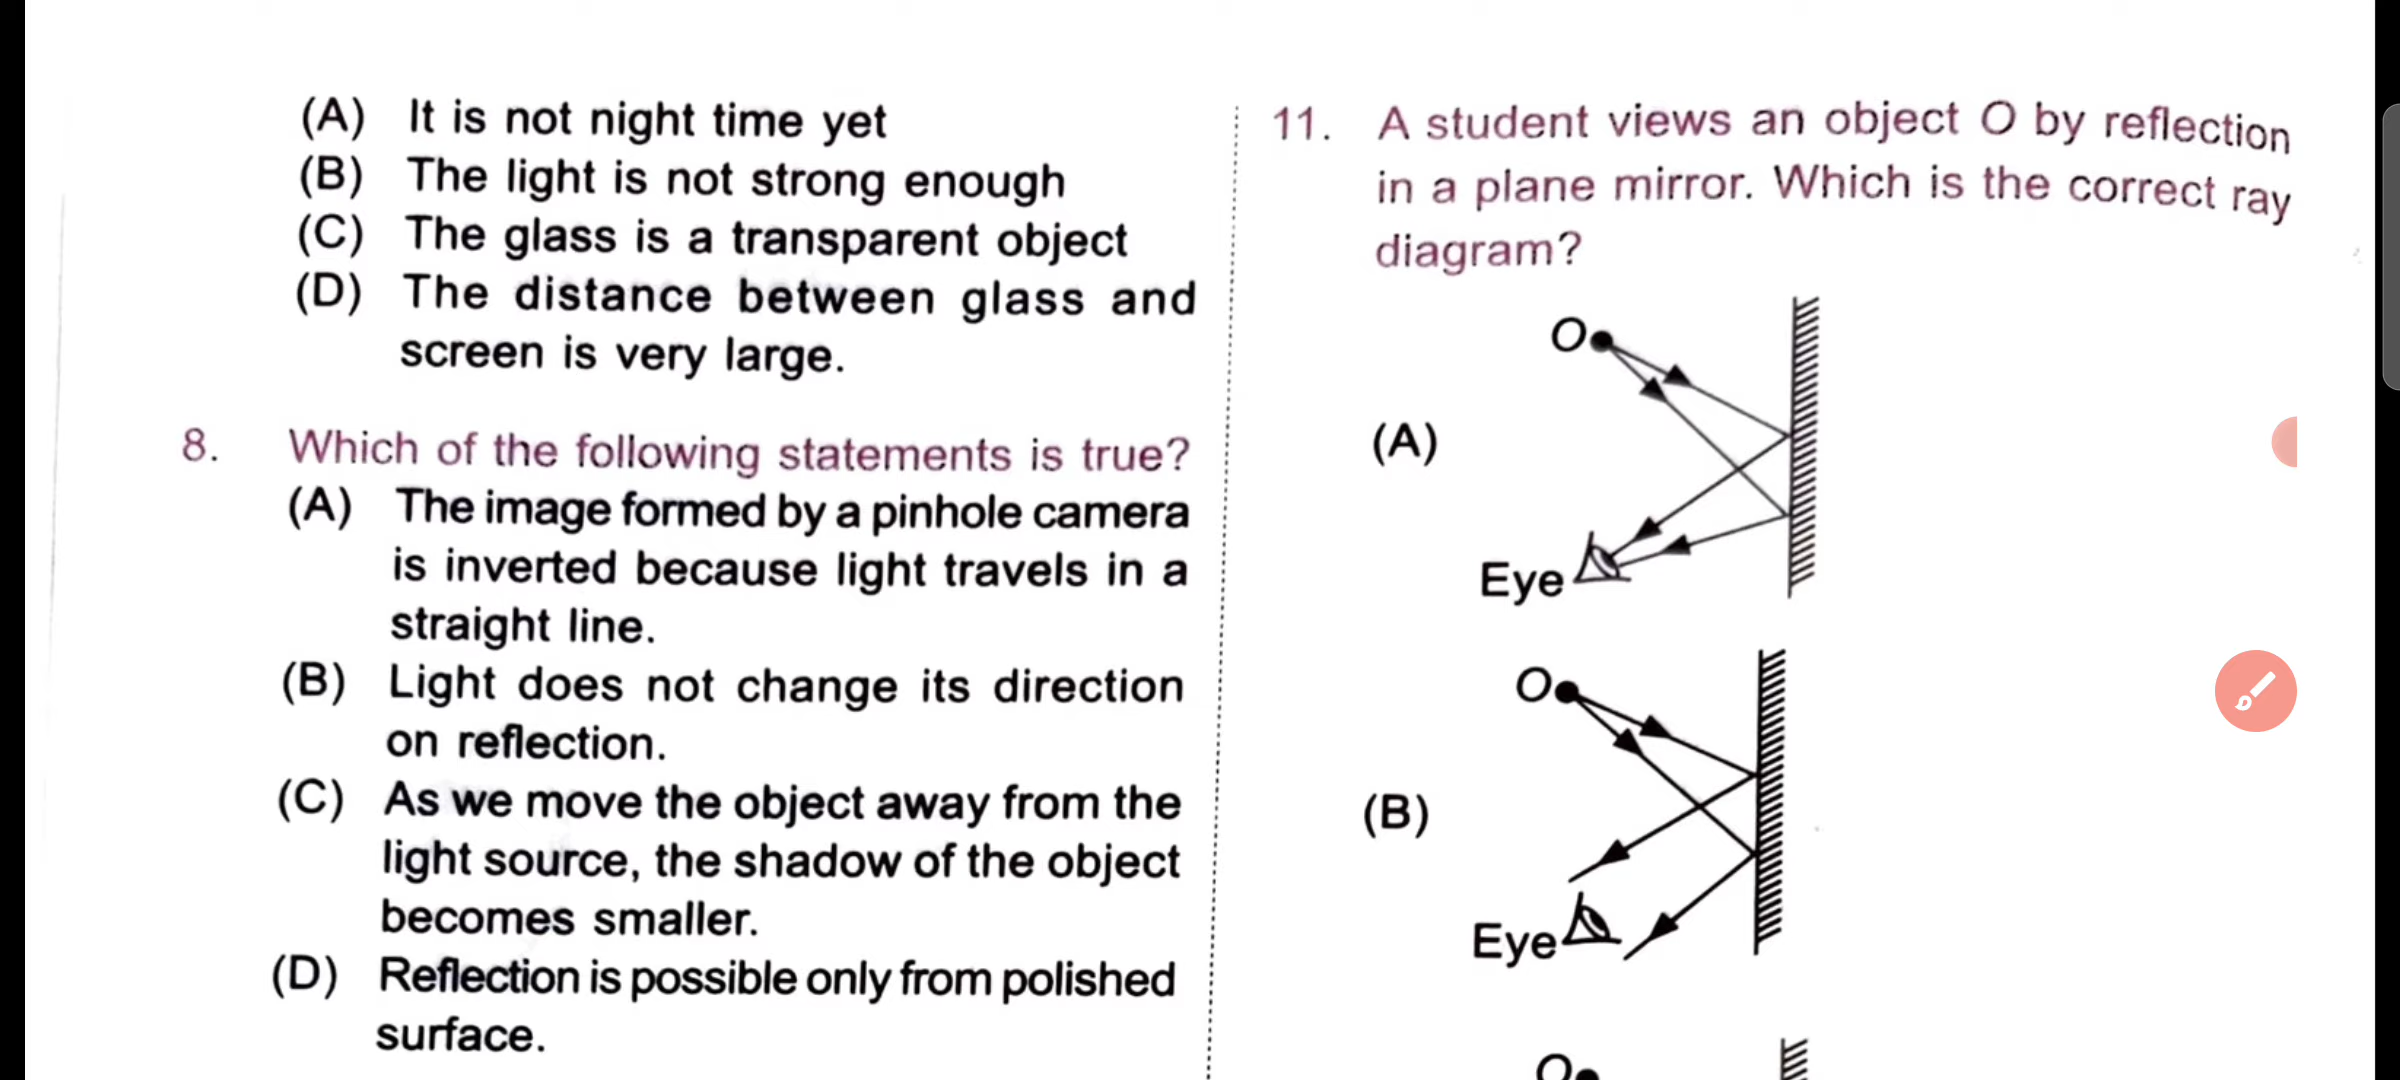 (A) It is not night time yet
(B) The light is not strong enough
(C) The glass is a transparent object
(D) The distance between glass and
screen is very large.
8. Which of the following statements is true?
(A) The image formed by a pinhole camera
is inverted because light travels in a
straight line.
(B) Light does not change its direction
on reflection.
(C) As we move the object away from the
light source, the shadow of the object
becomes smaller.
(D) Reflection is possible only from polished
surface.
11. A student views an object O by reflection
in a plane mirror. Which is the correct ray
diagram?
O
(A)
Eye
O
(B)
Eye
O